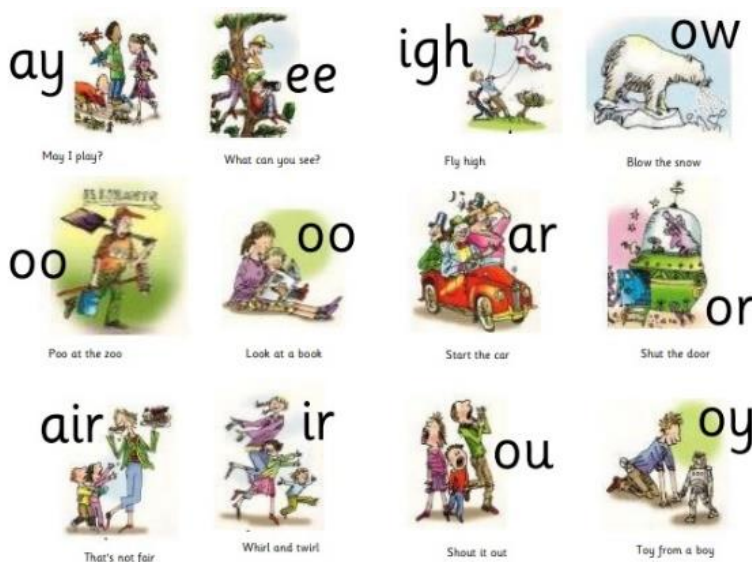 ay
May I play?
ee
What can you see?
igh
Fly high
ow
Blow the snow
ELEPHANTS
oo
Poo at the zoo
oo
Look at a book
ar
Start the car
or
Shut the door
air
That's not fair
ir
Whirl and twirl
ou
Shout it out
oy
Toy from a boy